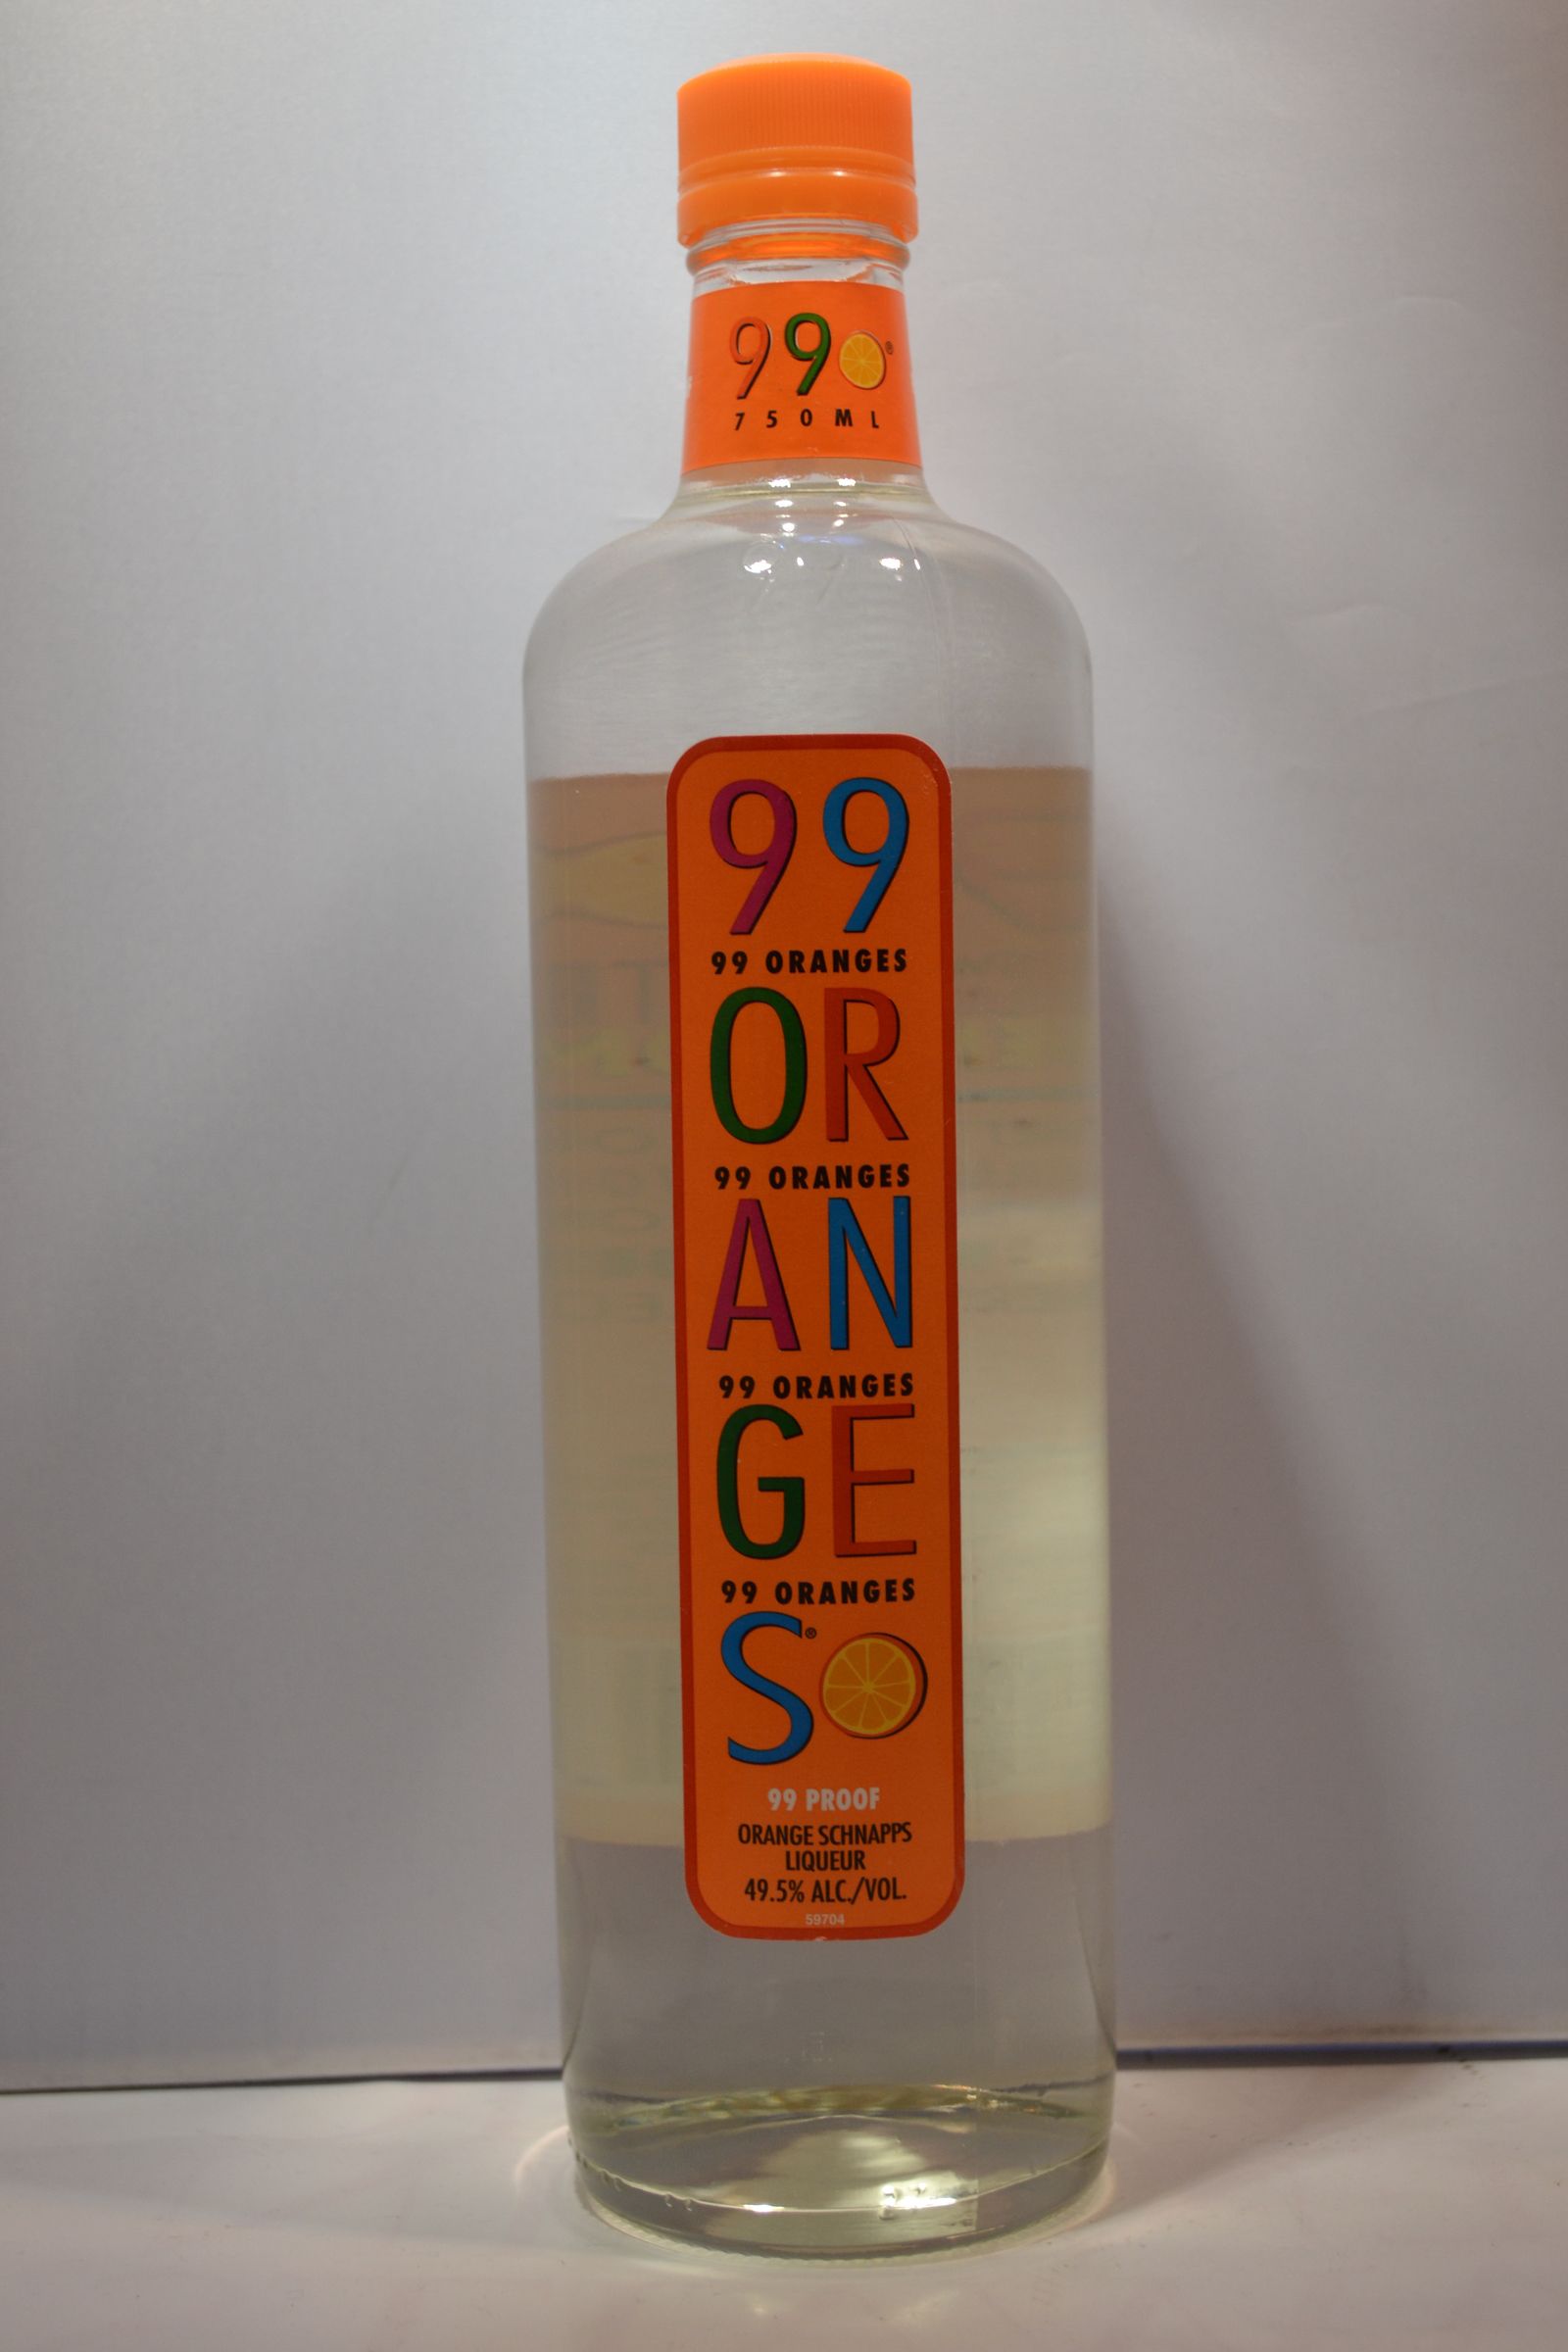 99®
750ML
99
99 ORANGES
OR
99 ORANGES
AN
99 ORANGES
GE
99 ORANGES
S®
99 PROOF
ORANGE SCHNAPPS
LIQUEUR
49.5% ALC./VOL.
59704